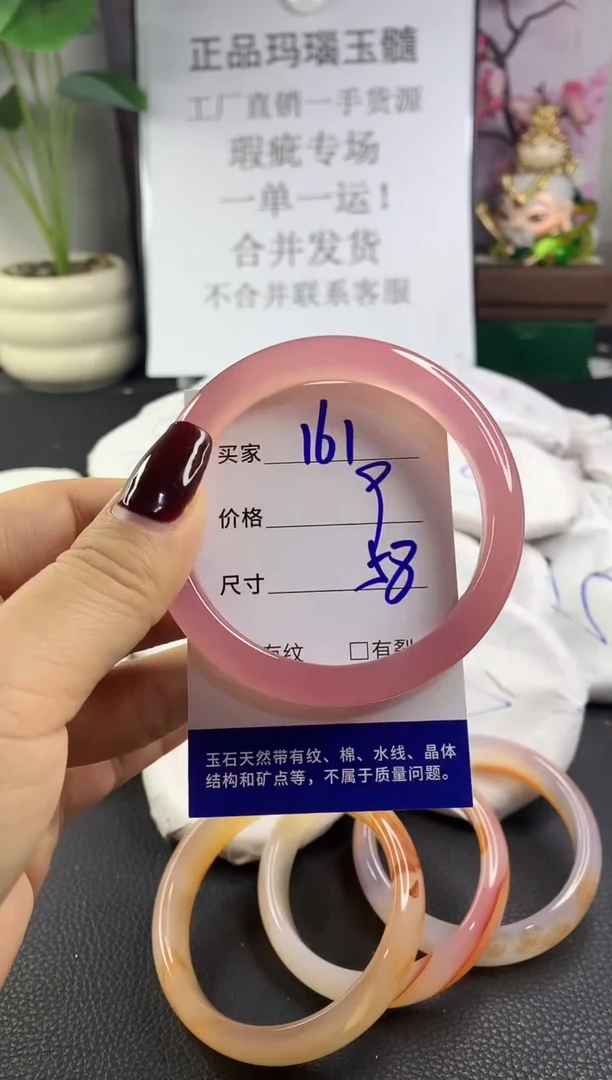 正品玛瑙玉髓
工厂直销一手货源
瑕疵专场
一单一运!
合并发货
不合并联系客服
买家 161
价格
尺寸 58
有纹 □有裂
玉石天然带有纹、棉、水线、晶体
结构和矿点等，不属于质量问题。